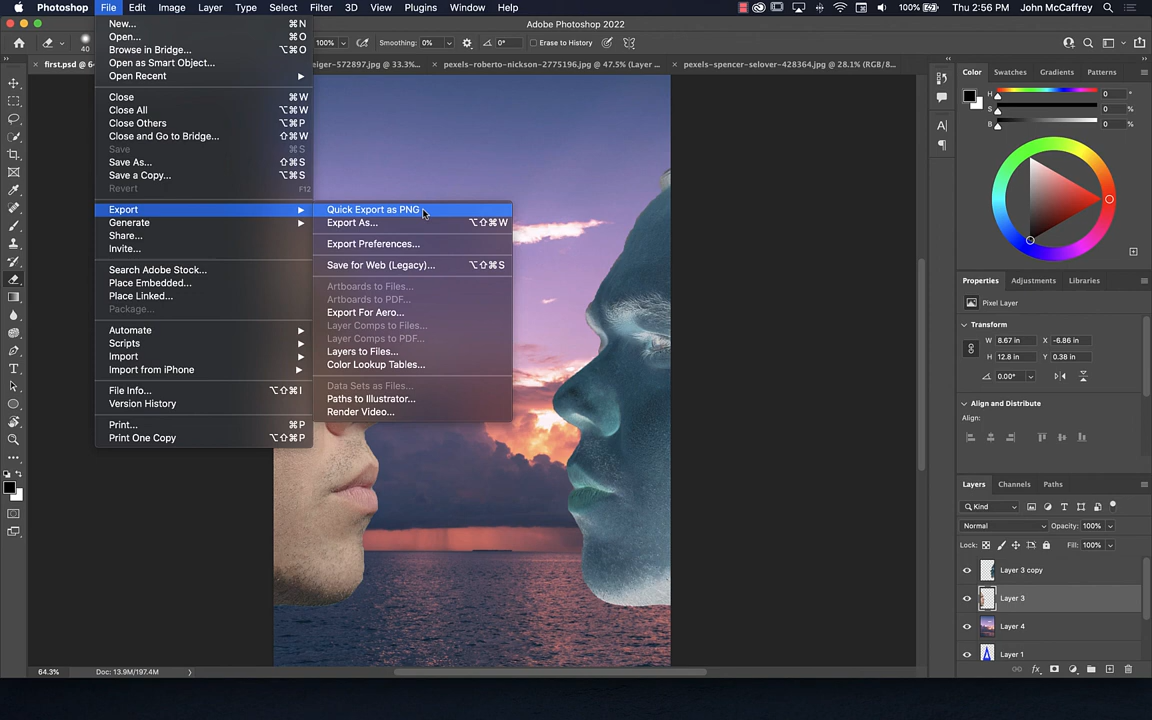 Photoshop File Edit Image Layer Type Select Filter 3D View Plugins Window Help 100% Thu 2:56 PM John McCaffrey
Adobe Photoshop 2022
40 100% Smoothing: 0% 0° Erase to History
first.psd @ 6 eiger-572897.jpg @ 33.3%... × pexels-roberto-nickson-2775196.jpg @ 47.5% (Layer ... × pexels-spencer-selover-428364.jpg @ 28.1% (RGB/8...
New... ⌘N
Open... ⌘O
Browse in Bridge... ⌥⌘O
Open as Smart Object...
Open Recent
Close ⌘W
Close All ⌥⌘W
Close Others ⌥⌘P
Close and Go to Bridge... ⇧⌘W
Save ⌘S
Save As... ⇧⌘S
Save a Copy... ⌥⌘S
Revert F12
Export
Generate
Share...
Invite...
Search Adobe Stock...
Place Embedded...
Place Linked...
Package...
Automate
Scripts
Import
Import from iPhone
File Info... ⌥⇧⌘I
Version History
Print... ⌘P
Print One Copy ⌥⇧⌘P
Quick Export as PNG
Export As... ⌥⇧⌘W
Export Preferences...
Save for Web (Legacy)... ⌥⇧⌘S
Artboards to Files...
Artboards to PDF...
Export For Aero...
Layer Comps to Files...
Layer Comps to PDF...
Layers to Files...
Color Lookup Tables...
Data Sets as Files...
Paths to Illustrator...
Render Video...
Color Swatches Gradients Patterns
H 0 °
S 0 %
B 0 %
Properties Adjustments Libraries
Pixel Layer
Transform
W 8.67 in X -6.86 in
H 12.8 in Y 0.38 in
0.00°
Align and Distribute
Align:
Layers Channels Paths
Kind
Normal Opacity: 100%
Lock: Fill: 100%
Layer 3 copy
Layer 3
Layer 4
Layer 1
fx
64.3% Doc: 13.9M/197.4M